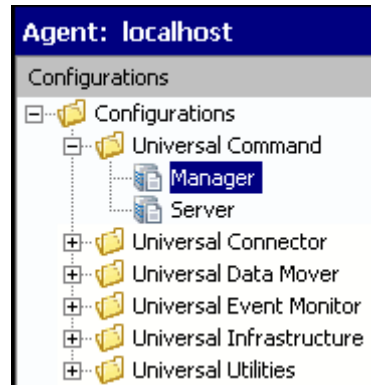 Agent: localhost
Configurations
Configurations
Universal Command
Manager
Server
Universal Connector
Universal Data Mover
Universal Event Monitor
Universal Infrastructure
Universal Utilities